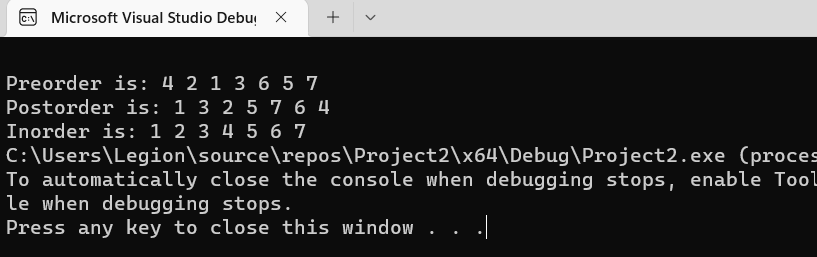 Microsoft Visual Studio Debug
Preorder is: 4 2 1 3 6 5 7
Postorder is: 1 3 2 5 7 6 4
Inorder is: 1 2 3 4 5 6 7
C:\Users\Legion\source\repos\Project2\x64\Debug\Project2.exe (proces
To automatically close the console when debugging stops, enable Tool
le when debugging stops.
Press any key to close this window . . .